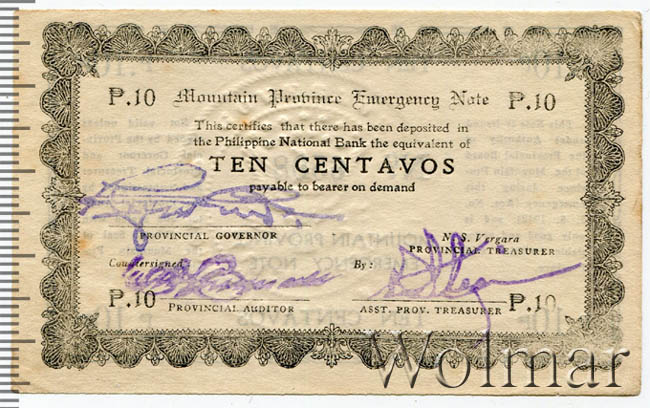 P.10 Mountain Province Emergency Note P.10
This certifies that there has been deposited in
the Philippine National Bank the equivalent of
TEN CENTAVOS
payable to bearer on demand
PROVINCIAL GOVERNOR
N. S. Vergara
PROVINCIAL TREASURER
Countersigned
By:
P.10 PROVINCIAL AUDITOR ASST. PROV. TREASURER P.10
Wolmar